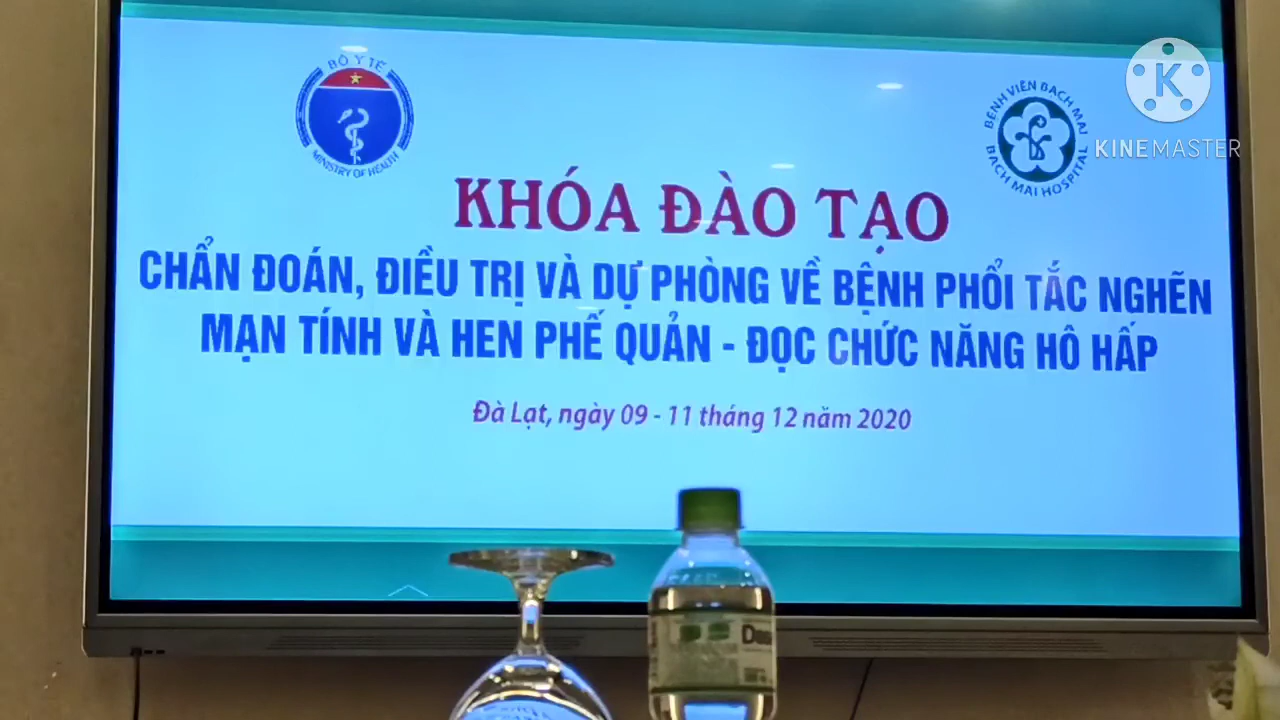 BỘ Y TẾ
MINISTRY OF HEALTH
BỆNH VIỆN BẠCH MAI
BACH MAI HOSPITAL
K
KINEMASTER
KHÓA ĐÀO TẠO
CHẨN ĐOÁN, ĐIỀU TRỊ VÀ DỰ PHÒNG VỀ BỆNH PHỔI TẮC NGHẼN
MẠN TÍNH VÀ HEN PHẾ QUẢN - ĐỌC CHỨC NĂNG HÔ HẤP
Đà Lạt, ngày 09 - 11 tháng 12 năm 2020